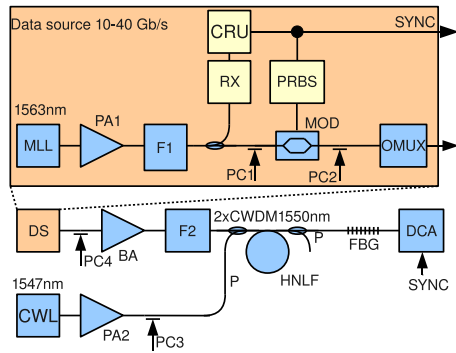 Data source 10-40 Gb/s
CRU
SYNC
RX
PRBS
1563nm
PA1
MOD
MLL
F1
OMUX
PC1
PC2
DS
BA
F2
2xCWDM1550nm
P
DCA
PC4
FBG
HNLF
SYNC
1547nm
P
CWL
PA2
PC3